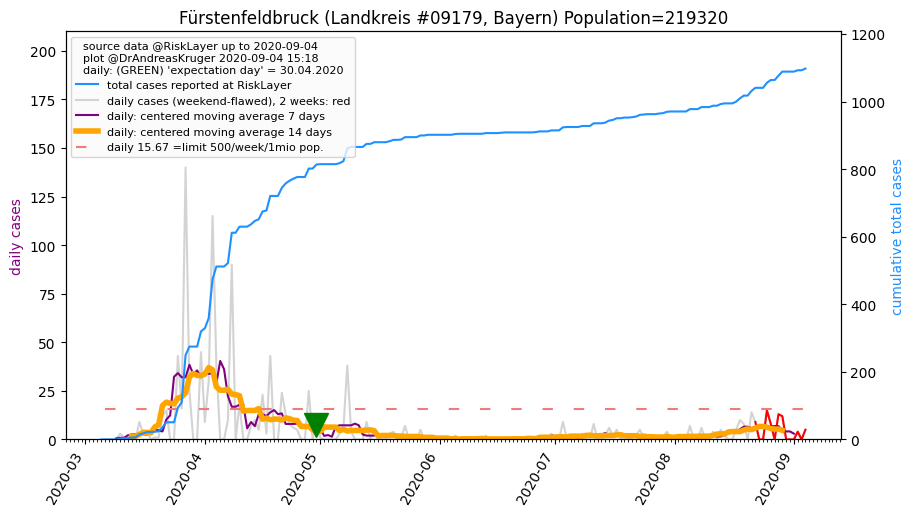 Fürstenfeldbruck (Landkreis #09179, Bayern) Population=219320
source data @RiskLayer up to 2020-09-04
plot @DrAndreasKruger 2020-09-04 15:18
daily: (GREEN) 'expectation day' = 30.04.2020
total cases reported at RiskLayer
daily cases (weekend-flawed), 2 weeks: red
daily: centered moving average 7 days
daily: centered moving average 14 days
daily 15.67 =limit 500/week/1mio pop.
daily cases
200
175
150
125
100
75
50
25
0
cumulative total cases
1200
1000
800
600
400
200
0
2020-03
2020-04
2020-05
2020-06
2020-07
2020-08
2020-09